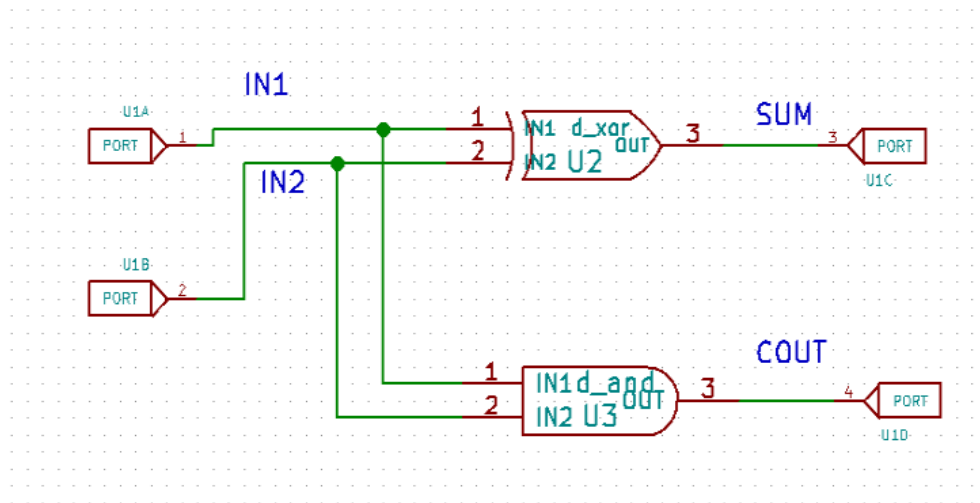 IN1
U1A
PORT
1
1
IN1 d_xor
OUT
2
IN2 U2
3
SUM
3
PORT
U1C
IN2
U1B
PORT
2
COUT
1
IN1 d_and
OUT
2
IN2 U3
3
4
PORT
U1D